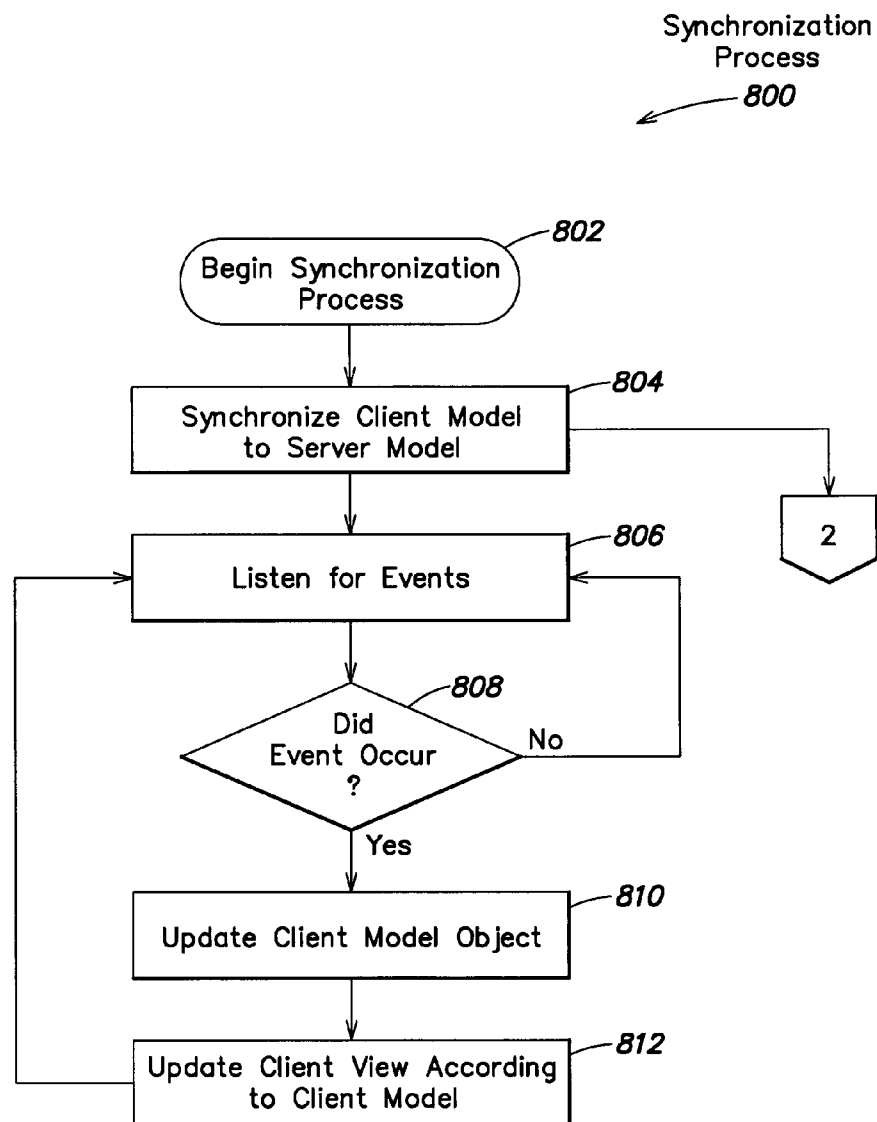 Synchronization
Process
800
802
Begin Synchronization
Process
804
Synchronize Client Model
to Server Model
2
806
Listen for Events
808
Did
Event Occur
?
No
Yes
810
Update Client Model Object
812
Update Client View According
to Client Model